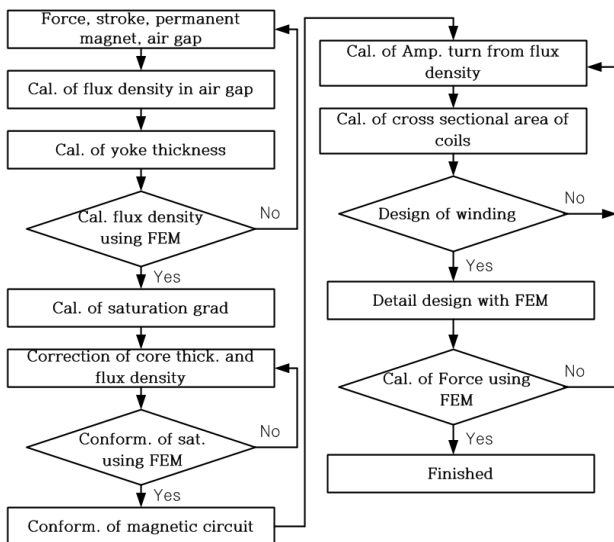 Force, stroke, permanent
magnet, air gap
Cal. of flux density in air gap
Cal. of yoke thickness
Cal. flux density
using FEM
No
Yes
Cal. of saturation grad
Correction of core thick. and
flux density
Conform. of sat.
using FEM
No
Yes
Conform. of magnetic circuit
Cal. of Amp. turn from flux
density
Cal. of cross sectional area of
coils
Design of winding
No
Yes
Detail design with FEM
Cal. of Force using
FEM
No
Yes
Finished